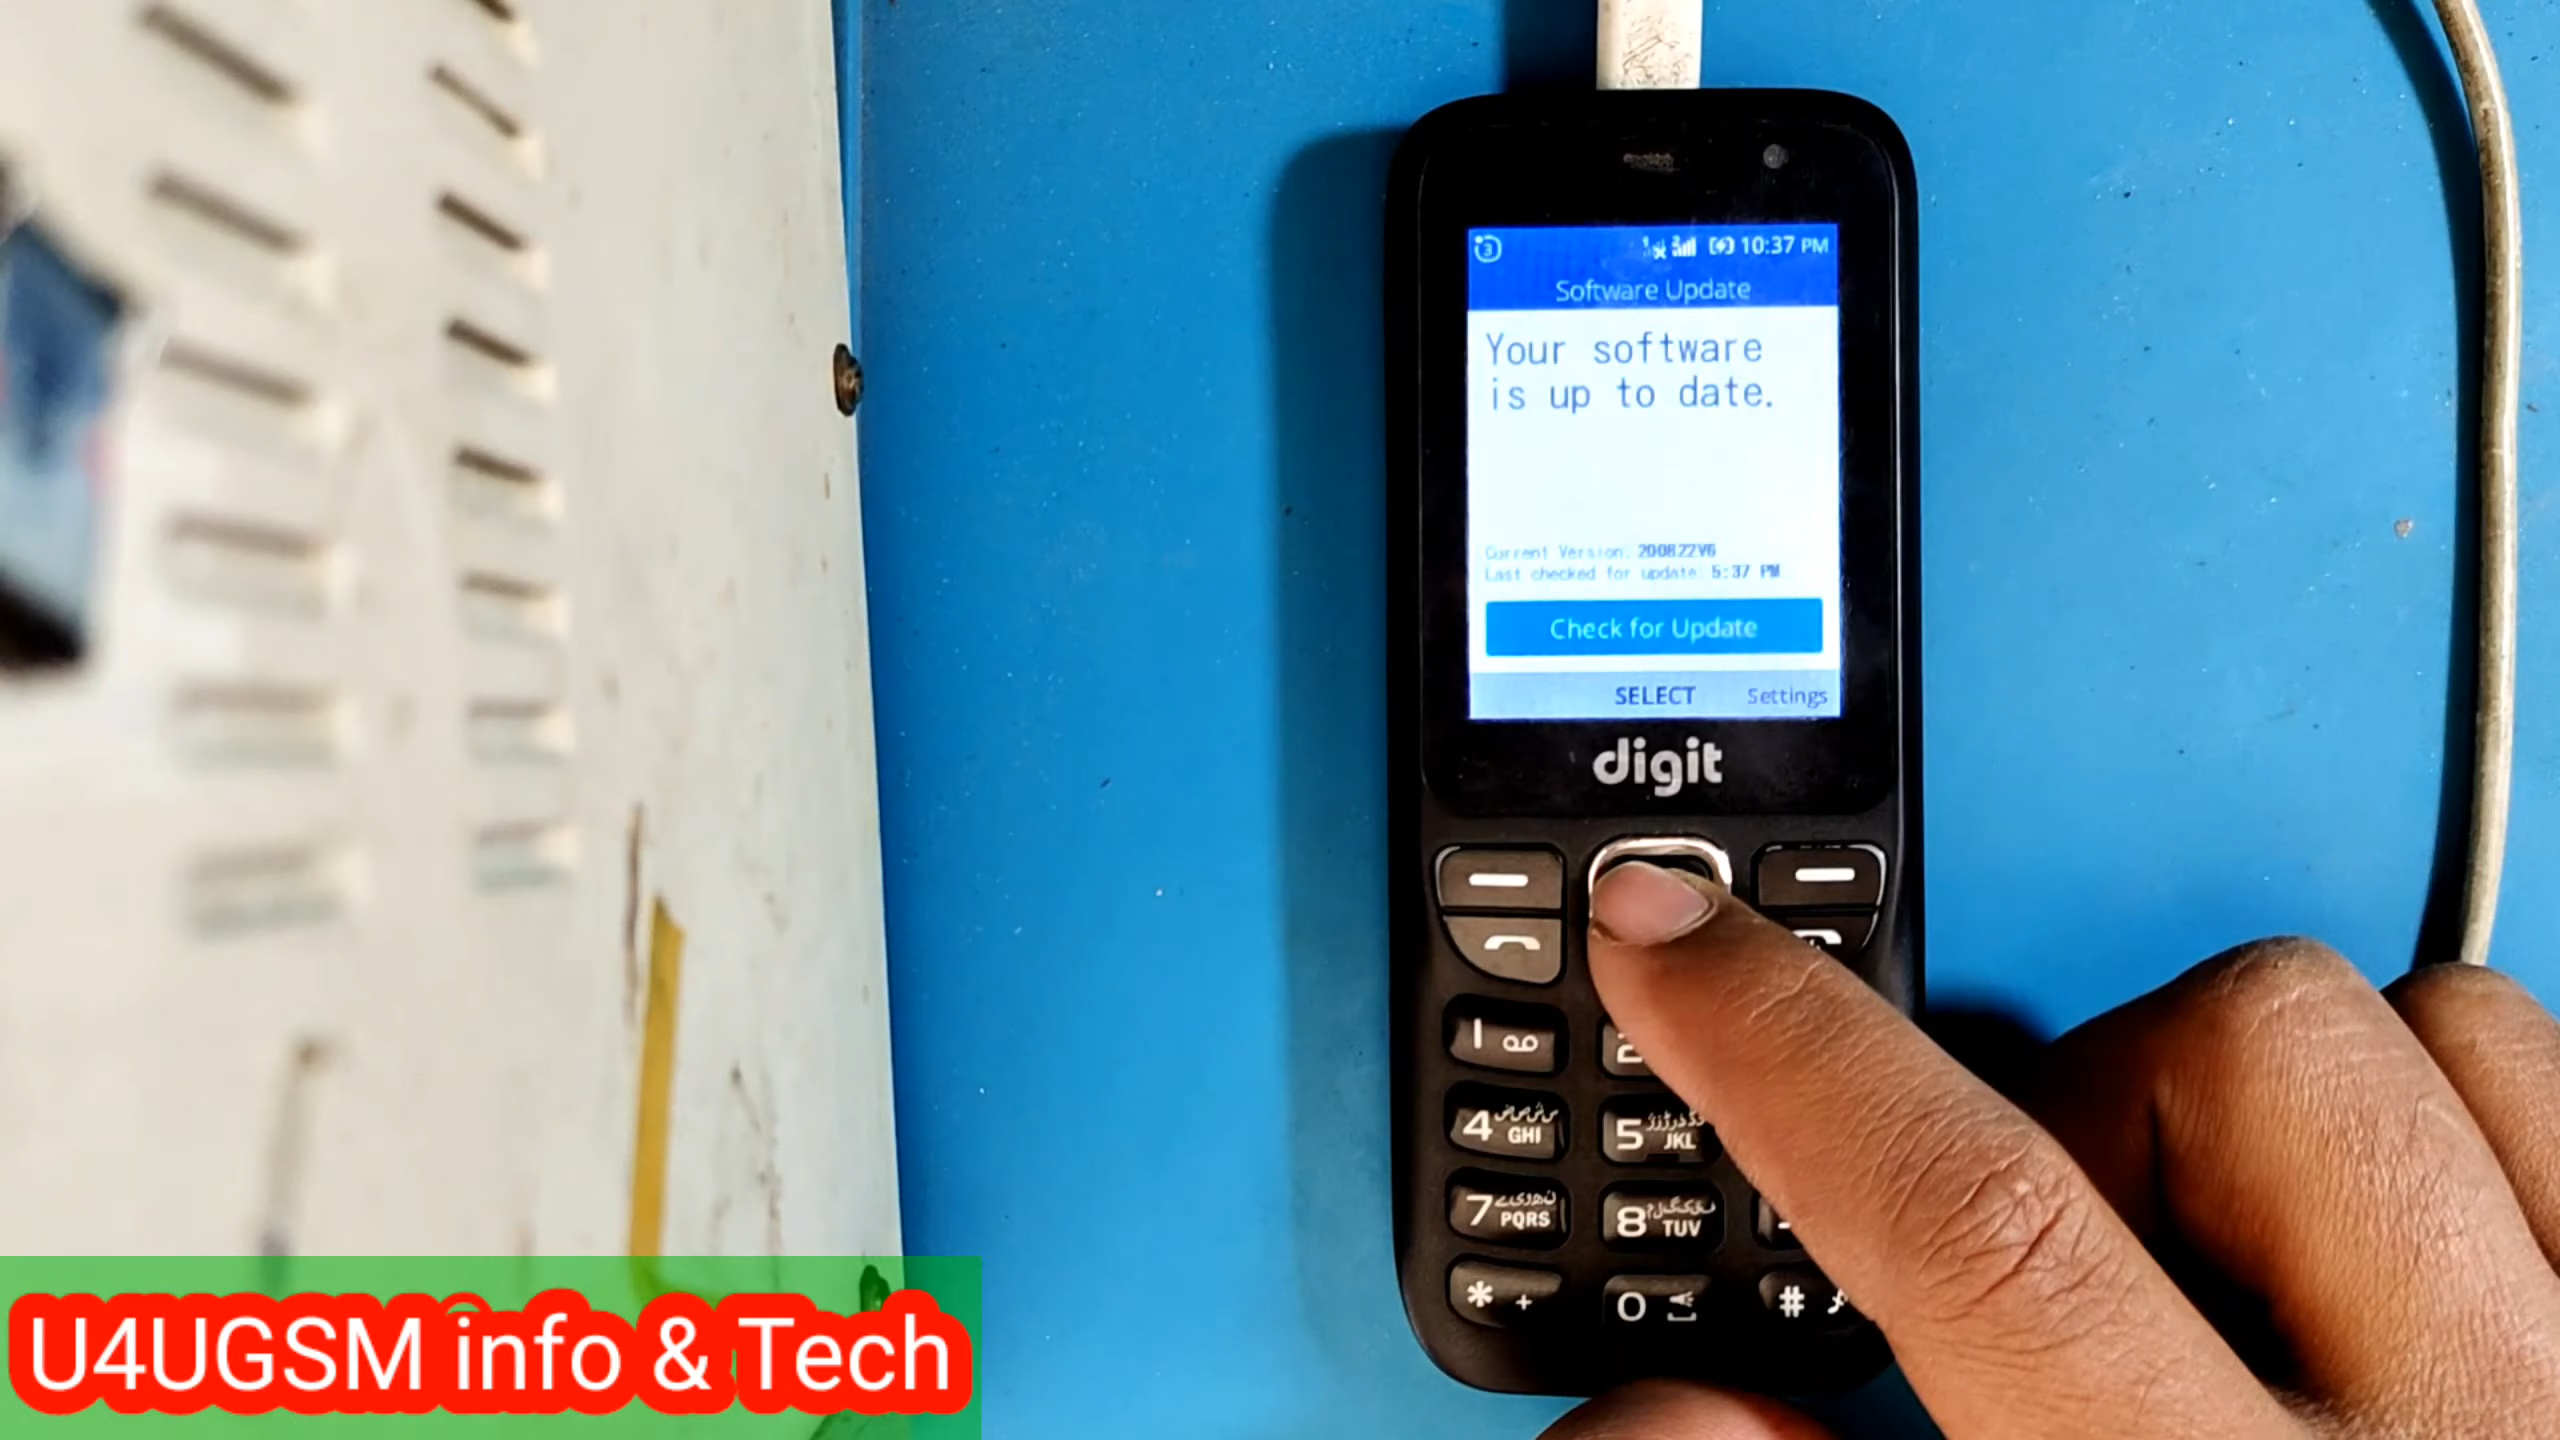 3 10:37 PM
Software Update
Your software
is up to date.
Current Version: 200822V6
Last checked for update: 5:37 PM
Check for Update
SELECT Settings
digit
1
4 GHI
5 JKL
7 PQRS
8 TUV
* +
0
#
U4UGSM info & Tech